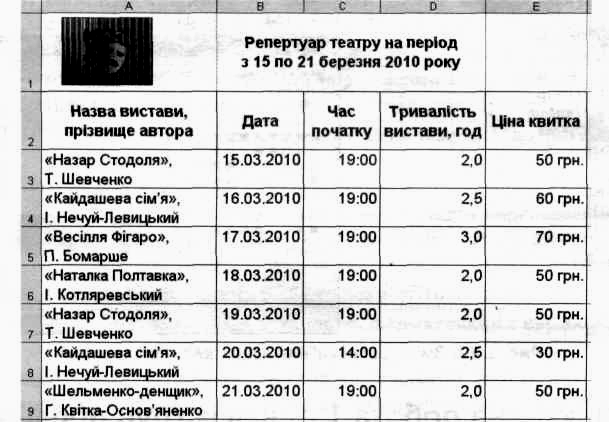 A B C D E
Репертуар театру на період
з 15 по 21 березня 2010 року
1
Назва вистави, Дата Час Тривалість Ціна квитка
прізвище автора початку вистави, год
2
«Назар Стодоля», 15.03.2010 19:00 2,0 50 грн.
3 Т. Шевченко
«Кайдашева сім'я», 16.03.2010 19:00 2,5 60 грн.
4 І. Нечуй-Левицький
«Весілля Фігаро», 17.03.2010 19:00 3,0 70 грн.
5 П. Бомарше
«Наталка Полтавка», 18.03.2010 19:00 2,0 50 грн.
6 І. Котляревський
«Назар Стодоля», 19.03.2010 19:00 2,0 50 грн.
7 Т. Шевченко
«Кайдашева сім'я», 20.03.2010 14:00 2,5 30 грн.
8 І. Нечуй-Левицький
«Шельменко-денщик», 21.03.2010 19:00 2,0 50 грн.
9 Г. Квітка-Основ'яненко